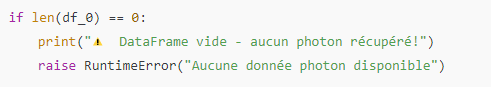 if len(df_0) == 0:
    print("⚠️  DataFrame vide - aucun photon récupéré!")
    raise RuntimeError("Aucune donnée photon disponible")